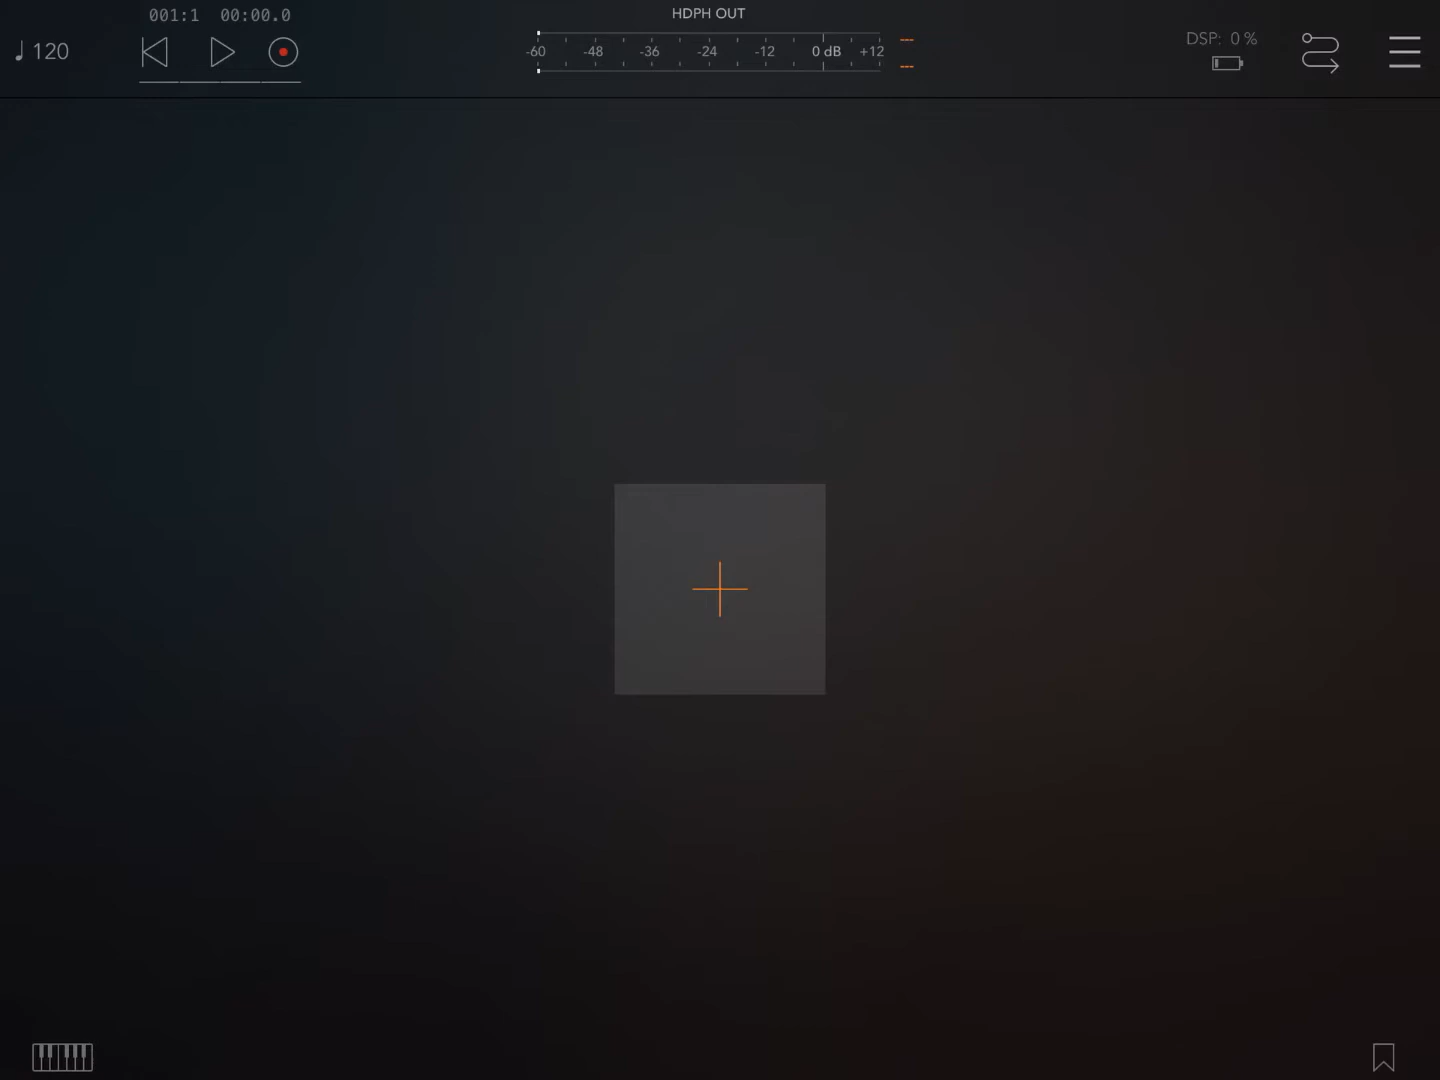 001:1 00:00.0
HDPH OUT
120
-60 -48 -36 -24 -12 0 dB +12
---
---
DSP: 0 %